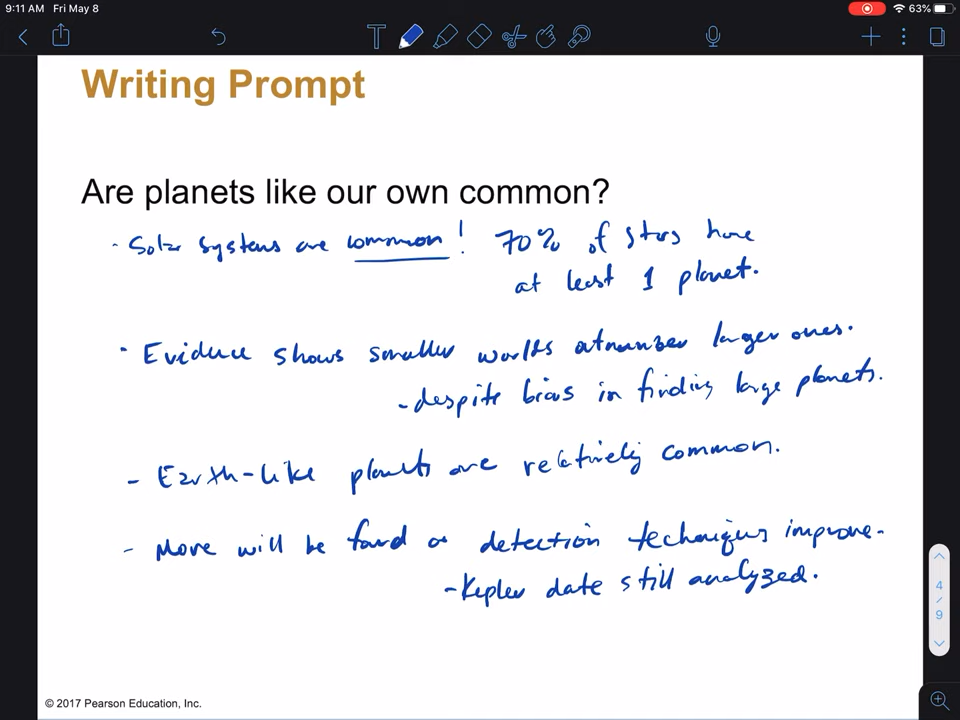 9:11 AM Fri May 8
63%
Writing Prompt
Are planets like our own common?
· Solar systems are common! 70% of stars have
at least 1 planet.
· Evidence shows smaller worlds outnumber larger ones.
- despite bias in finding large planets.
- Earth-like planets are relatively common.
- More will be found as detection techniques improve.
- Kepler data still analyzed.
4
/
9
© 2017 Pearson Education, Inc.